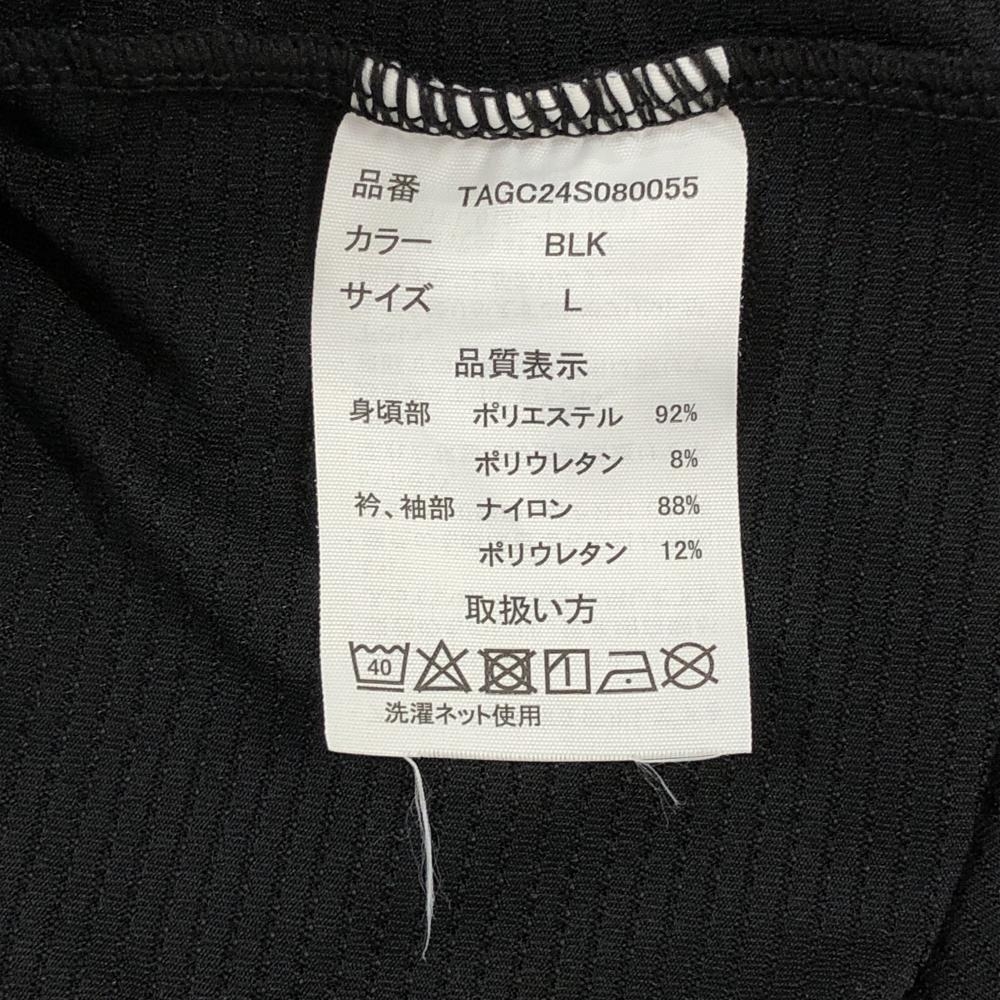 品番 TAGC24S080055
カラー BLK
サイズ L
品質表示
身頃部 ポリエステル 92%
ポリウレタン 8%
衿、袖部 ナイロン 88%
ポリウレタン 12%
取扱い方
40
洗濯ネット使用